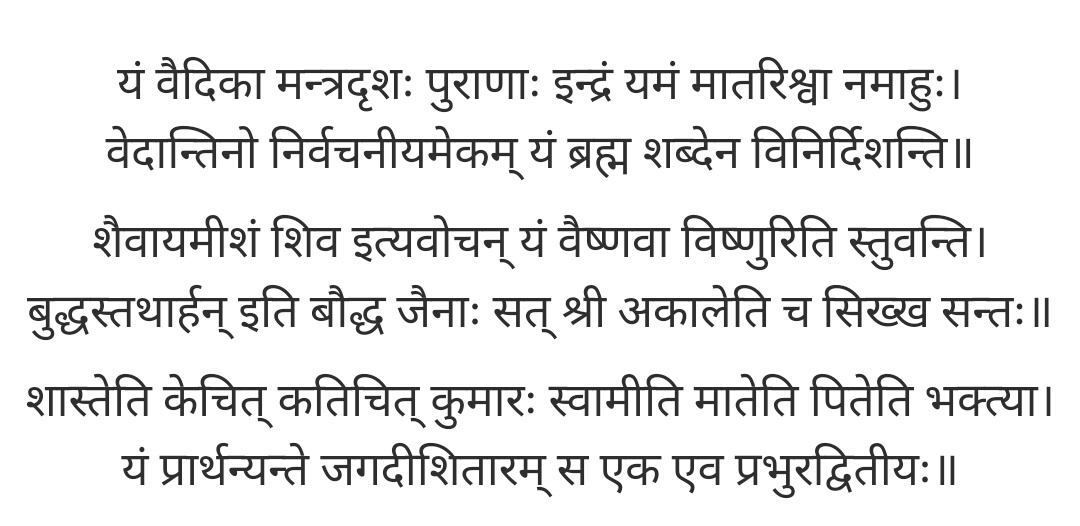 यं वैदिका मन्त्रदृशः पुराणाः इन्द्रं यमं मातरिश्वा नमाहुः।
वेदान्तिनो निर्वचनीयमेकम् यं ब्रह्म शब्देन विनिर्दिशन्ति॥
शैवायमीशं शिव इत्यवोचन् यं वैष्णवा विष्णुरिति स्तुवन्ति।
बुद्धस्तथार्हन् इति बौद्ध जैनाः सत् श्री अकालेति च सिख्ख सन्तः॥
शास्तेति केचित् कतिचित् कुमारः स्वामीति मातेति पितेति भक्त्या।
यं प्रार्थन्यन्ते जगदीशितारम् स एक एव प्रभुरद्वितीयः॥